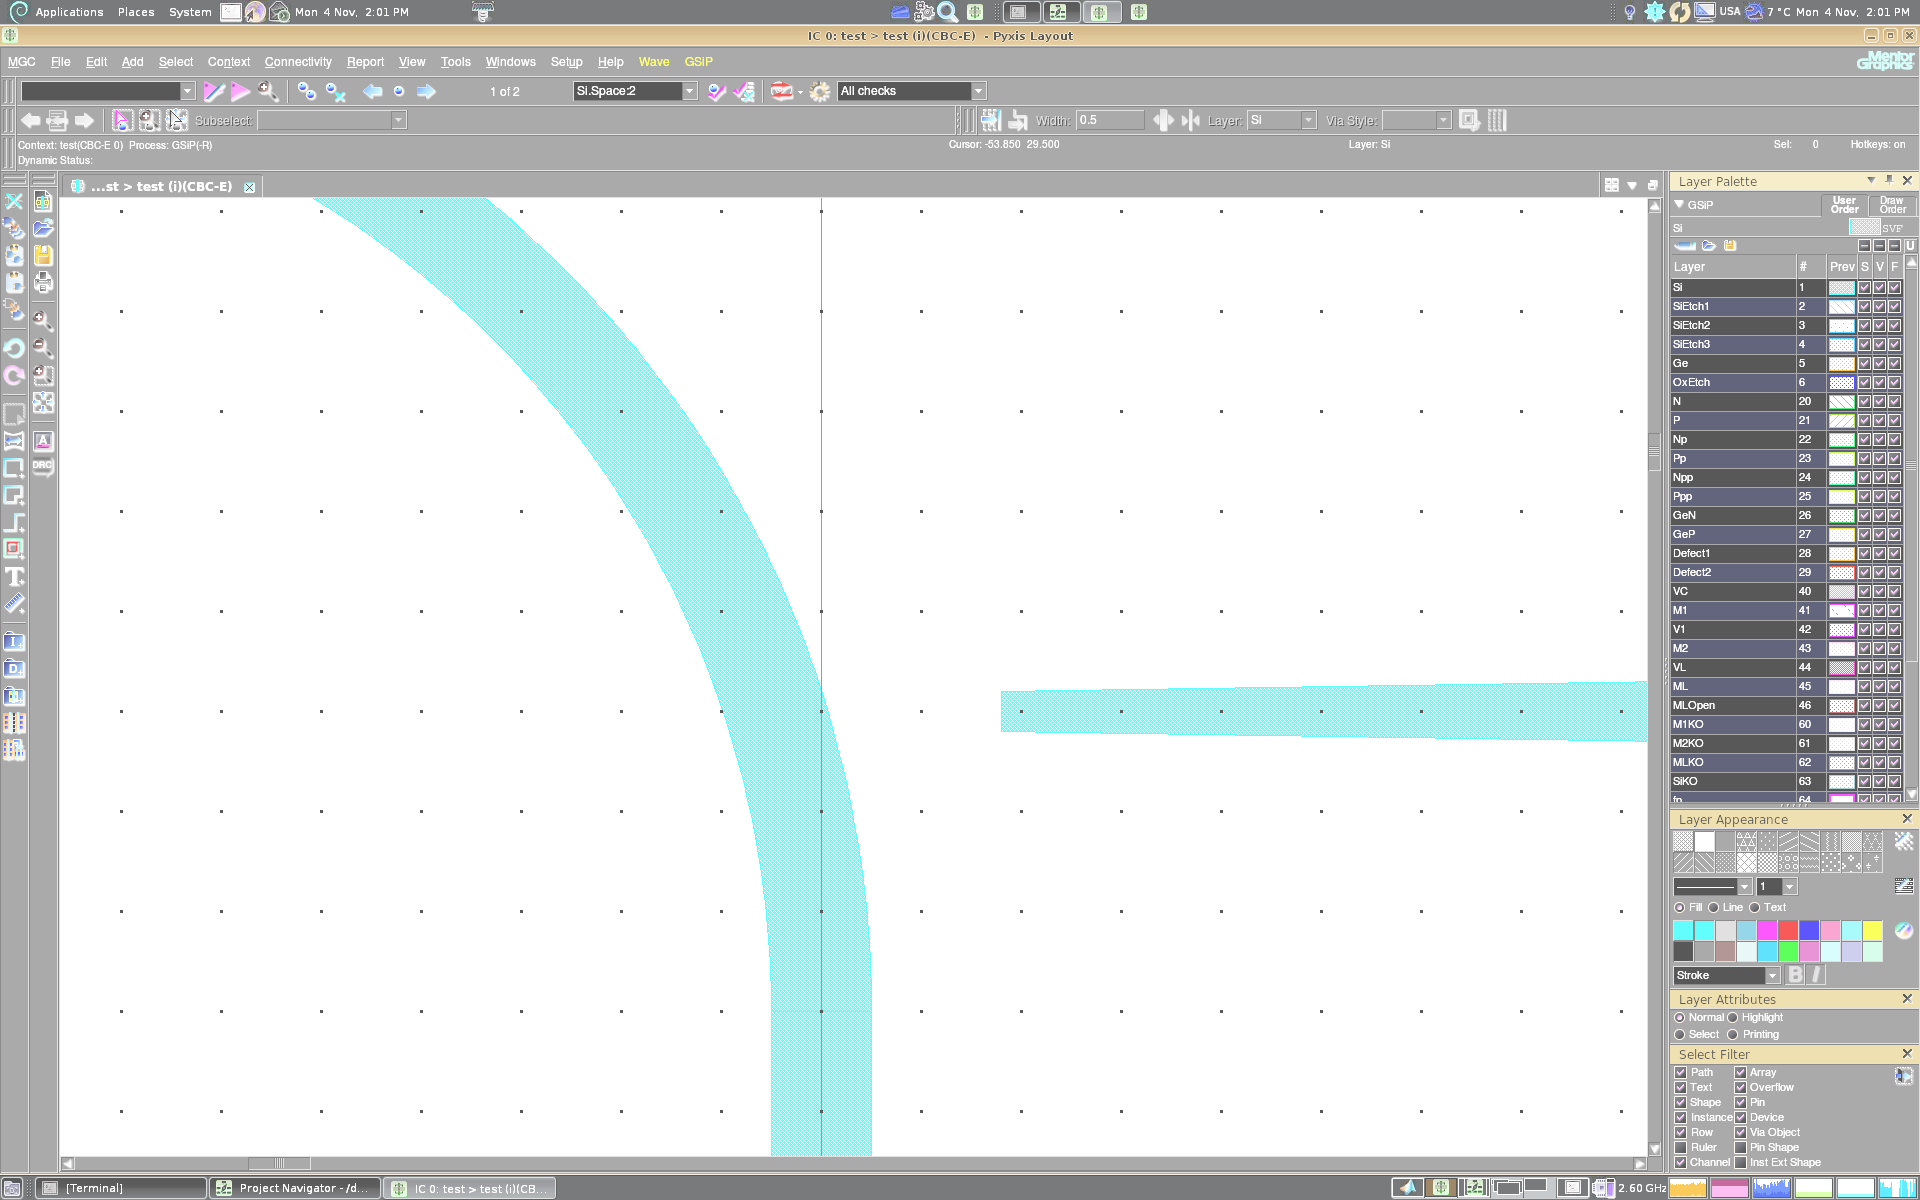 Applications Places System Mon 4 Nov, 2:01 PM USA 7 °C Mon 4 Nov, 2:01 PM
IC 0: test > test (i)(CBC-E) - Pyxis Layout
MGC File Edit Add Select Context Connectivity Report View Tools Windows Setup Help Wave GSiP
Mentor Graphics
1 of 2 Si.Space:2 All checks
Subselect: Width: 0.5 Layer: Si Via Style:
Context: test(CBC-E 0) Process: GSiP(-R) Cursor: -53.850 29.500 Layer: Si Sel: 0 Hotkeys: on
Dynamic Status:
...st > test (i)(CBC-E)
Layer Palette
GSiP User Order Draw Order
Si SVF
U
Layer # Prev S V F
Si 1
SiEtch1 2
SiEtch2 3
SiEtch3 4
Ge 5
OxEtch 6
N 20
P 21
Np 22
Pp 23
Npp 24
Ppp 25
GeN 26
GeP 27
Defect1 28
Defect2 29
VC 40
M1 41
V1 42
M2 43
VL 44
ML 45
MLOpen 46
M1KO 60
M2KO 61
MLKO 62
SiKO 63
fp 64
A
DRC
T
I
D
Layer Appearance
1
Fill Line Text
Stroke B I
Layer Attributes
Normal Highlight
Select Printing
Select Filter
Path Array
Text Overflow
Shape Pin
Instance Device
Row Via Object
Ruler Pin Shape
Channel Inst Ext Shape
[Terminal] Project Navigator - /d... IC 0: test > test (i)(CB... 2.60 GHz